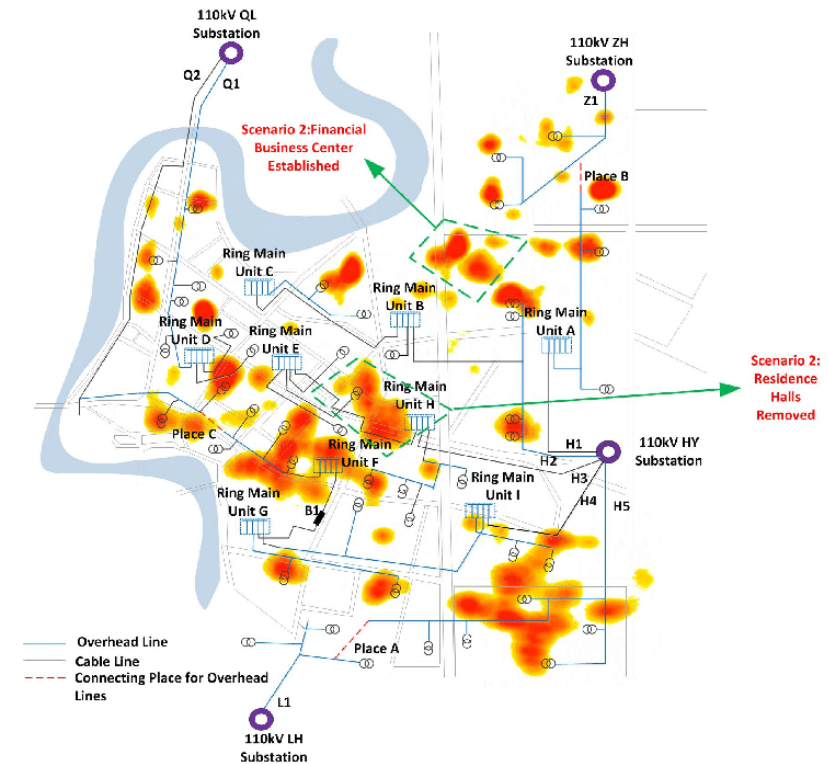 110kV QL
Substation
Q2
Q1
110kV ZH
Substation
Z1
Scenario 2:Financial
Business Center
Established
Place B
Ring Main
Unit C
Ring Main
Unit B
Ring Main
Unit A
Ring Main
Unit D
Ring Main
Unit E
Scenario 2:
Residence
Halls
Removed
Ring Main
Unit H
Place C
H1
110kV HY
Substation
H2
H3
H4
H5
Ring Main
Unit F
Ring Main
Unit I
Ring Main
Unit G
B1
Overhead Line
Cable Line
Connecting Place for Overhead
Lines
Place A
L1
110kV LH
Substation